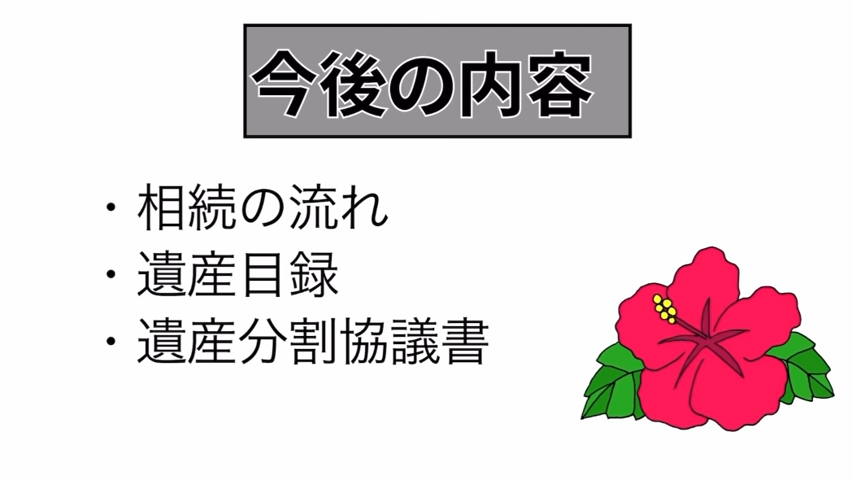 今後の内容
・相続の流れ
・遺産目録
・遺産分割協議書